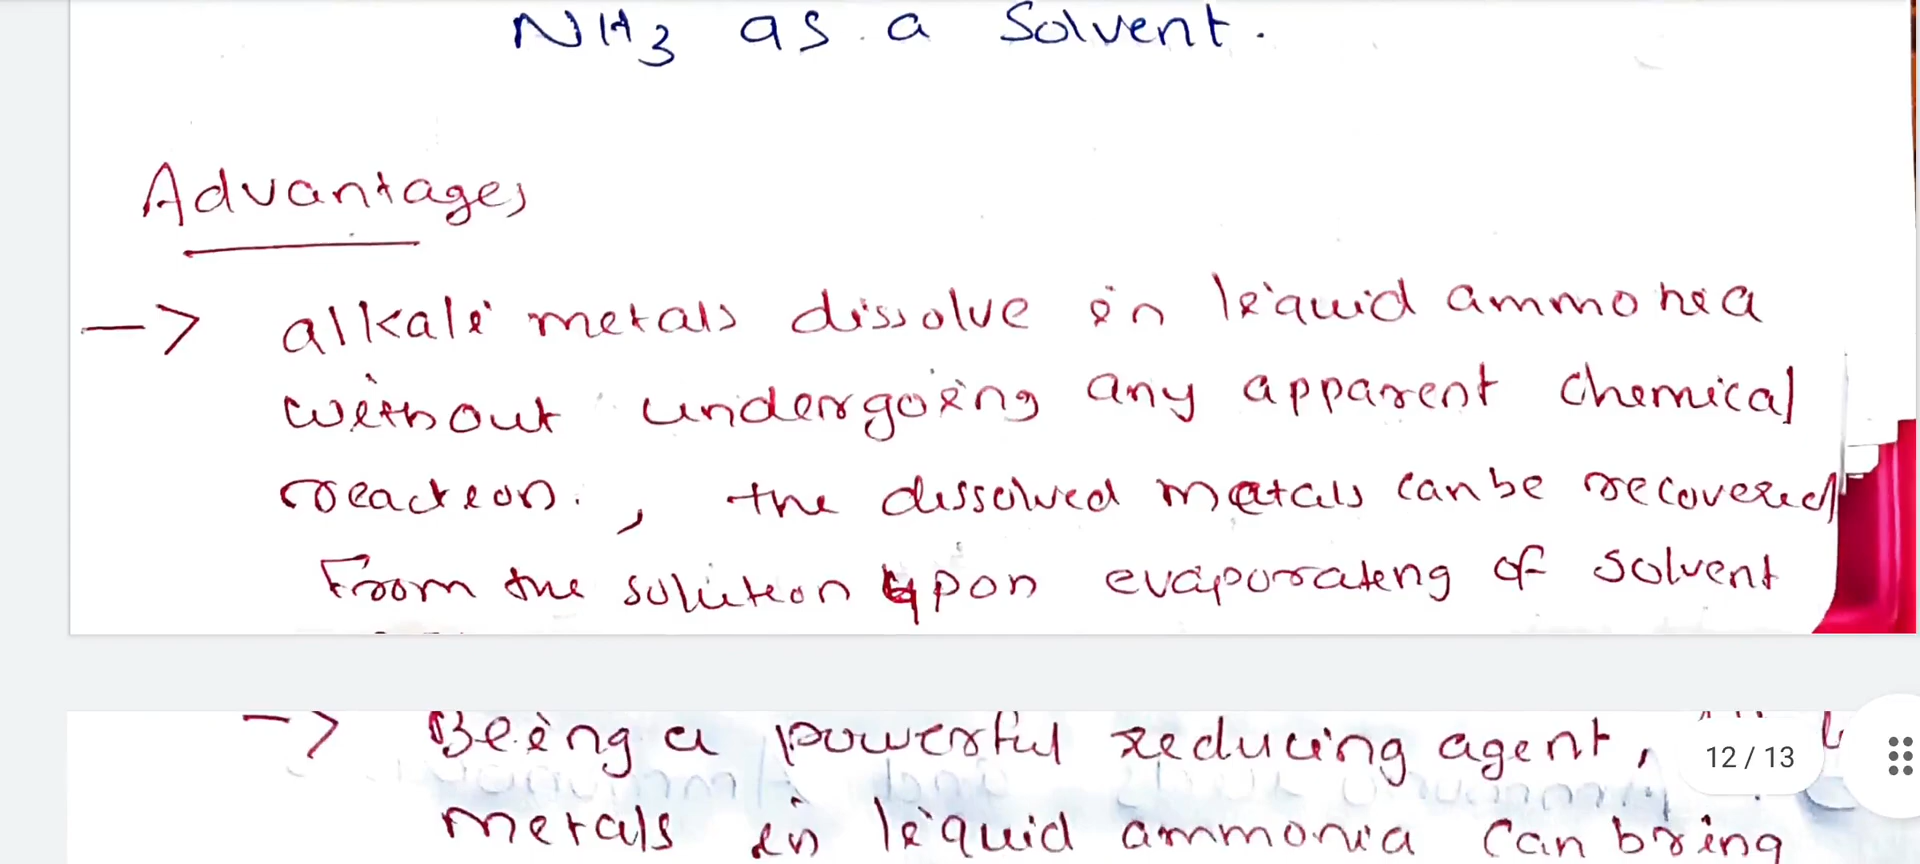 NH3 as a Solvent.
Advantages
-> alkali metals dissolve in liquid ammonia
without undergoing any apparent chemical
reaction., the dissolved metals can be recovered
From the solution upon evaporating of solvent
-> Being a powerful reducing agent,
12 / 13
metals in liquid ammonia can bring